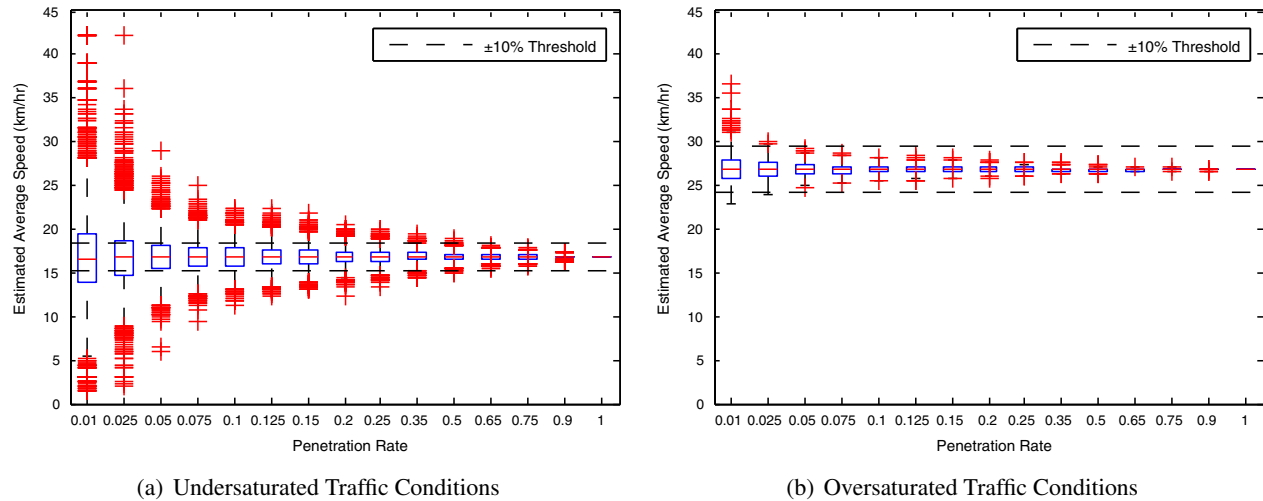 ±10% Threshold
Estimated Average Speed (km/hr)
45
40
35
30
25
20
15
10
5
0
0.01 0.025 0.05 0.075 0.1 0.125 0.15 0.2 0.25 0.35 0.5 0.65 0.75 0.9 1
Penetration Rate
(a) Undersaturated Traffic Conditions
±10% Threshold
Estimated Average Speed (km/hr)
45
40
35
30
25
20
15
10
5
0
0.01 0.025 0.05 0.075 0.1 0.125 0.15 0.2 0.25 0.35 0.5 0.65 0.75 0.9 1
Penetration Rate
(b) Oversaturated Traffic Conditions